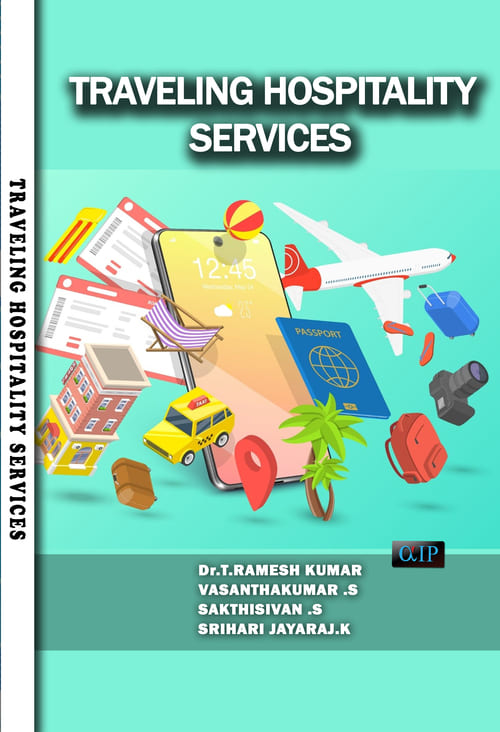 TRAVELING HOSPITALITY
SERVICES
TRAVELING HOSPITALITY SERVICES
12:45
PASSPORT
TAXI
αIP
Dr.T.RAMESH KUMAR
VASANTHAKUMAR .S
SAKTHISIVAN .S
SRIHARI JAYARAJ.K